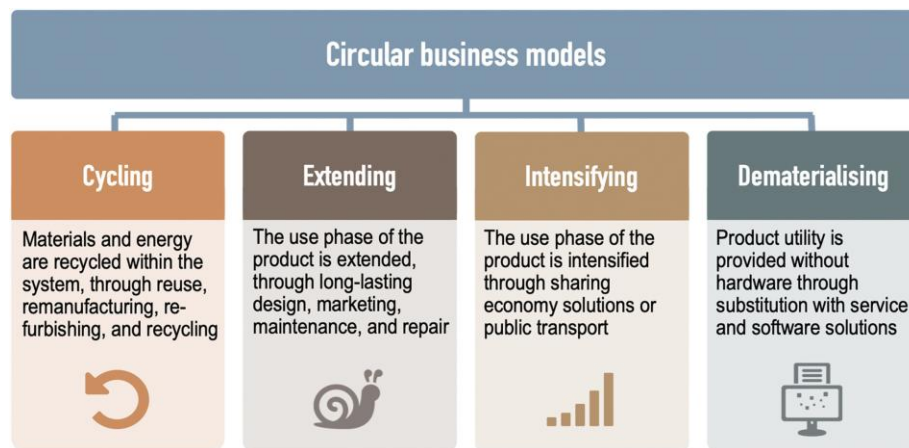 Circular business models
Cycling
Materials and energy
are recycled within the
system, through reuse,
remanufacturing, re-
furbishing, and recycling
Extending
The use phase of the
product is extended,
through long-lasting
design, marketing,
maintenance, and repair
Intensifying
The use phase of the
product is intensified
through sharing
economy solutions or
public transport
Dematerialising
Product utility is
provided without
hardware through
substitution with service
and software solutions